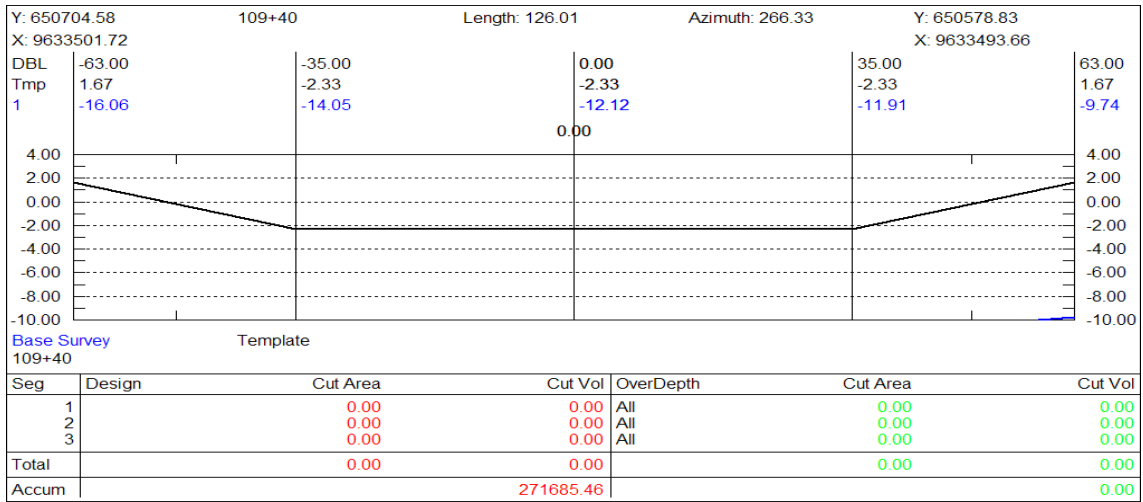 Y: 650704.58 109+40 Length: 126.01 Azimuth: 266.33 Y: 650578.83
X: 9633501.72 X: 9633493.66
DBL -63.00 -35.00 0.00 35.00 63.00
Tmp 1.67 -2.33 -2.33 -2.33 1.67
1 -16.06 -14.05 -12.12 -11.91 -9.74
0.00
4.00 4.00
2.00 2.00
0.00 0.00
-2.00 -2.00
-4.00 -4.00
-6.00 -6.00
-8.00 -8.00
-10.00 -10.00
Base Survey Template
109+40
Seg Design Cut Area Cut Vol OverDepth Cut Area Cut Vol
1 0.00 0.00 All 0.00 0.00
2 0.00 0.00 All 0.00 0.00
3 0.00 0.00 All 0.00 0.00
Total 0.00 0.00 0.00 0.00
Accum 271685.46 0.00